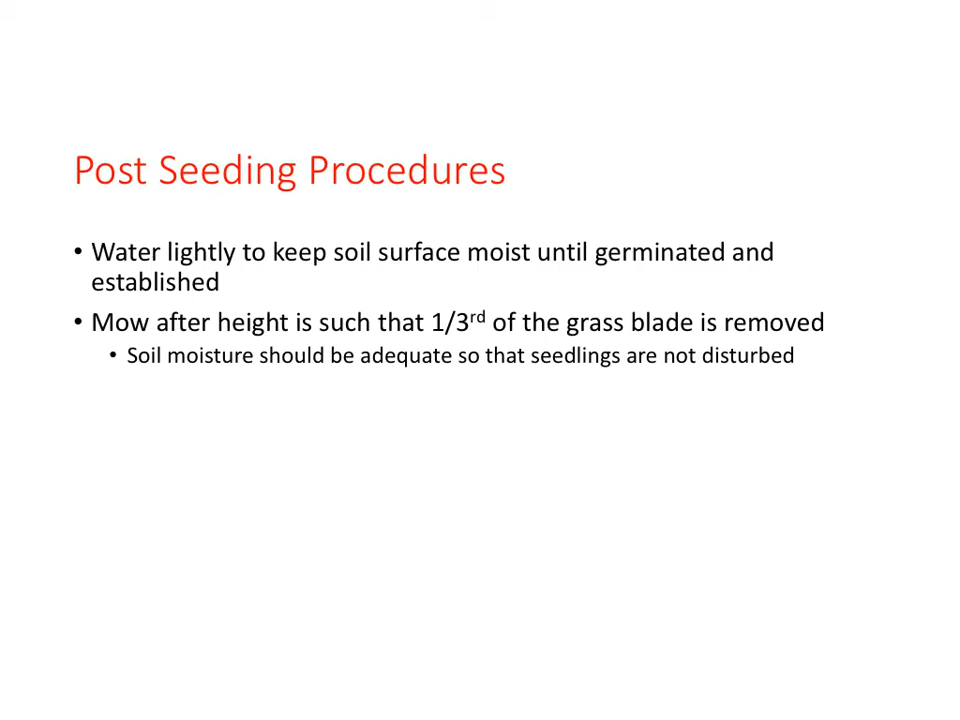 Post Seeding Procedures
• Water lightly to keep soil surface moist until germinated and
established
• Mow after height is such that 1/3rd of the grass blade is removed
• Soil moisture should be adequate so that seedlings are not disturbed